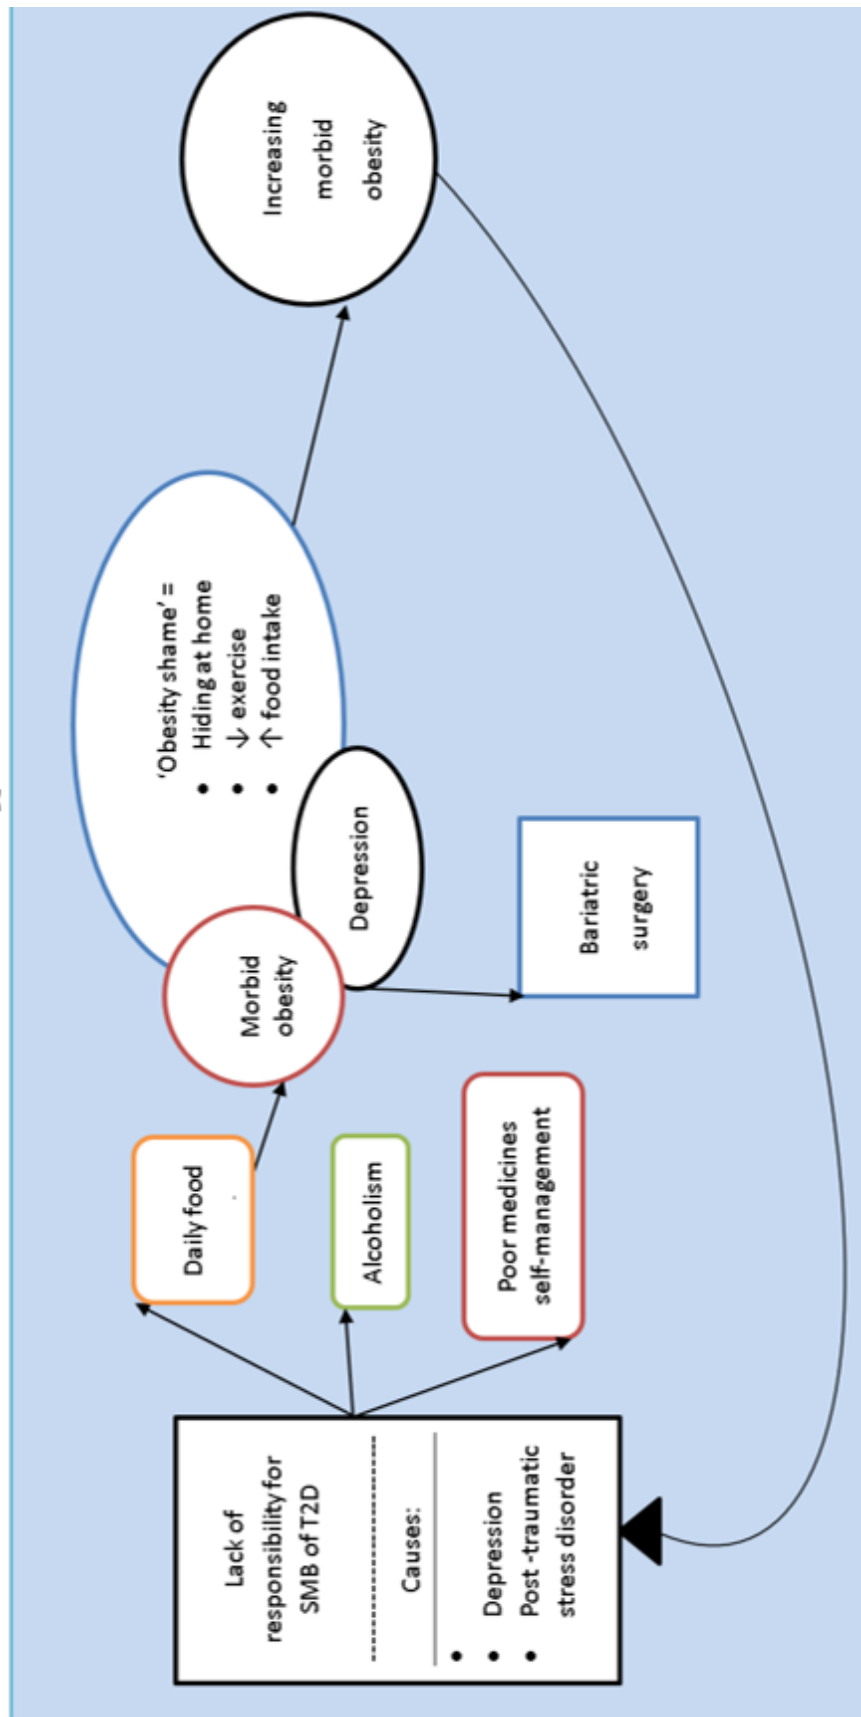 Lack of
responsibility for
SMB of T2D
Causes:
•
• Depression
• Post -traumatic
stress disorder
Daily food
Alcoholism
Poor medicines
self-management
Morbid
obesity
Depression
'Obesity shame' =
• Hiding at home
• ↓ exercise
• ↑ food intake
Bariatric
surgery
Increasing
morbid
obesity